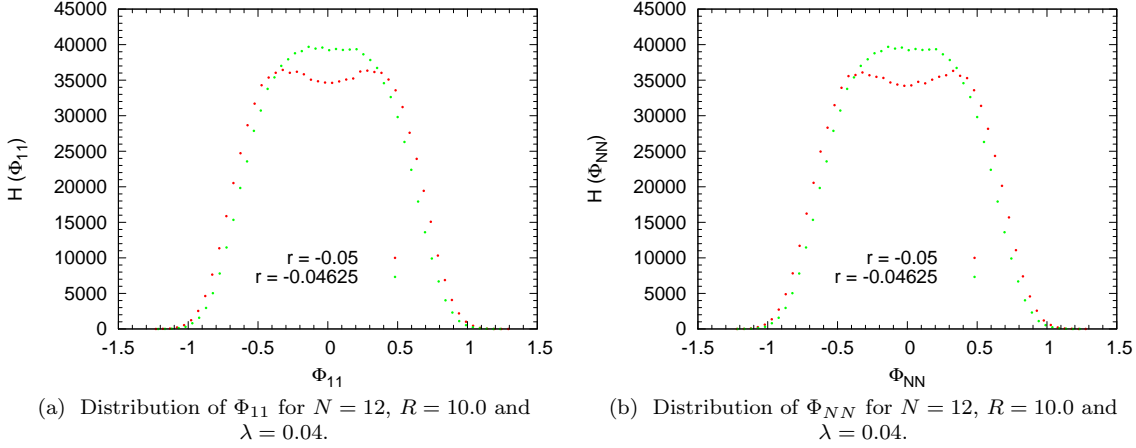 45000
40000
35000
30000
25000
20000
15000
10000
5000
0
H (Φ11)
-1.5 -1 -0.5 0 0.5 1 1.5
Φ11
r = -0.05
r = -0.04625
(a) Distribution of Φ11 for N = 12, R = 10.0 and
λ = 0.04.
45000
40000
35000
30000
25000
20000
15000
10000
5000
0
H (ΦNN)
-1.5 -1 -0.5 0 0.5 1 1.5
ΦNN
r = -0.05
r = -0.04625
(b) Distribution of ΦNN for N = 12, R = 10.0 and
λ = 0.04.